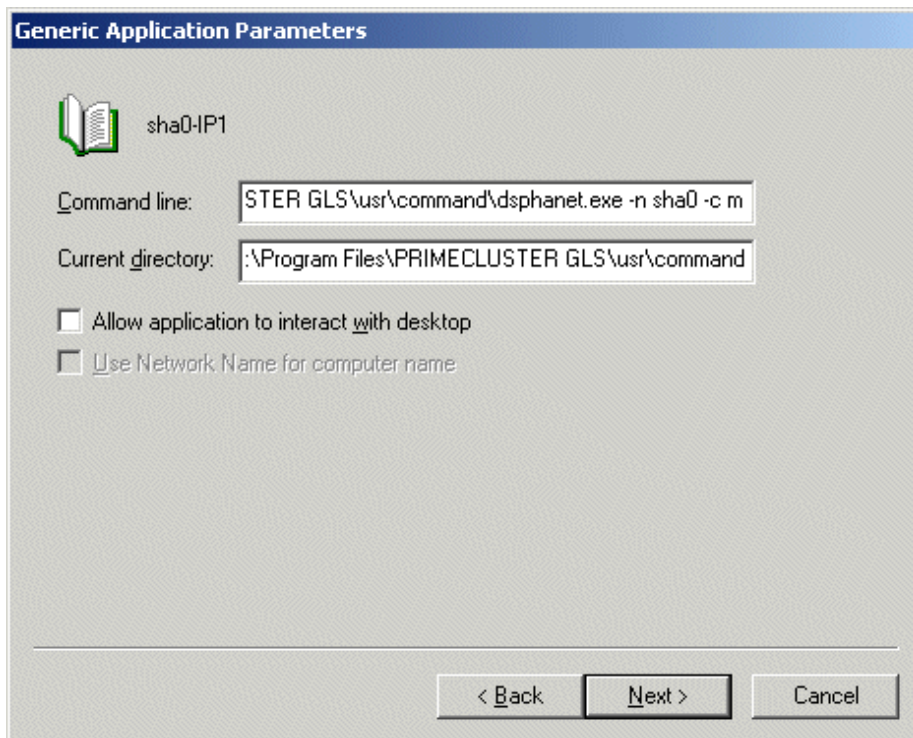 Generic Application Parameters
sha0-IP1
Command line: STER GLS\usr\command\dsphanet.exe -n sha0 -c m
Current directory: :\Program Files\PRIMECLUSTER GLS\usr\command
Allow application to interact with desktop
Use Network Name for computer name
< Back Next > Cancel